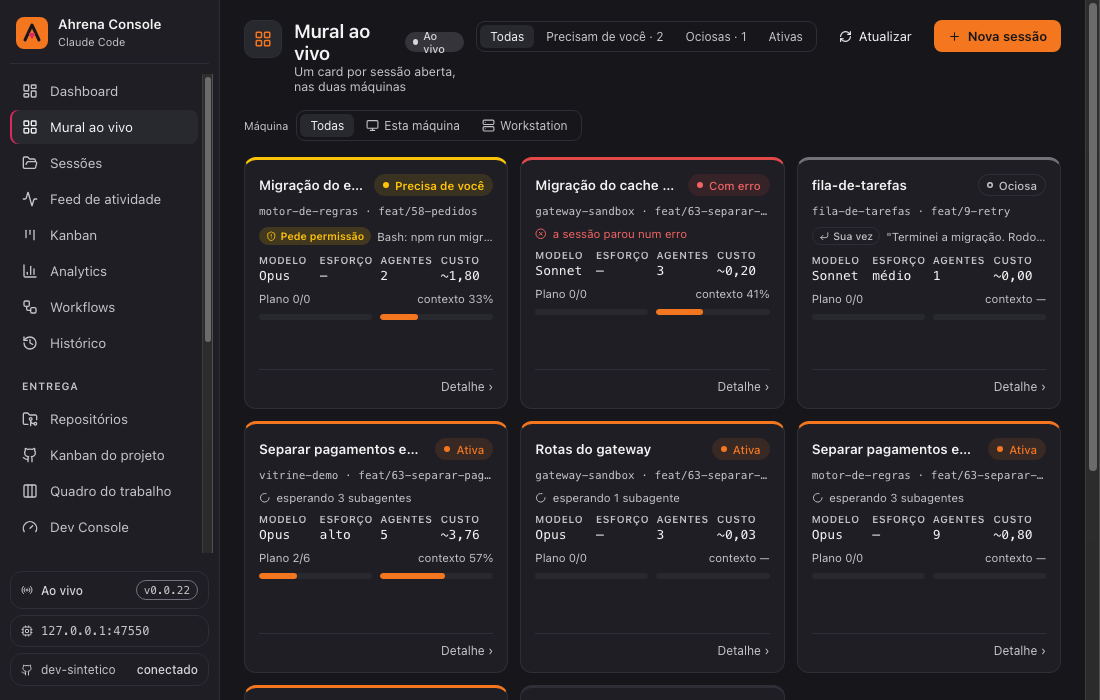 Ahrena Console
Claude Code
Dashboard
Mural ao vivo
Sessões
Feed de atividade
Kanban
Analytics
Workflows
Histórico
ENTREGA
Repositórios
Kanban do projeto
Quadro do trabalho
Dev Console
Ao vivo v0.0.22
127.0.0.1:47550
dev-sintetico conectado
Mural ao vivo
Ao vivo
Um card por sessão aberta, nas duas máquinas
Todas Precisam de você · 2 Ociosas · 1 Ativas
Atualizar
+ Nova sessão
Máquina Todas Esta máquina Workstation
Migração do e... Precisa de você
motor-de-regras · feat/58-pedidos
Pede permissão Bash: npm run migr...
MODELO ESFORÇO AGENTES CUSTO
Opus — 2 ~1,80
Plano 0/0 contexto 33%
Detalhe ›
Migração do cache ... Com erro
gateway-sandbox · feat/63-separar-…
a sessão parou num erro
MODELO ESFORÇO AGENTES CUSTO
Sonnet — 3 ~0,20
Plano 0/0 contexto 41%
Detalhe ›
fila-de-tarefas Ociosa
fila-de-tarefas · feat/9-retry
Sua vez "Terminei a migração. Rodo...
MODELO ESFORÇO AGENTES CUSTO
Sonnet médio 1 ~0,00
Plano 0/0 contexto —
Detalhe ›
Separar pagamentos e... Ativa
vitrine-demo · feat/63-separar-pag…
esperando 3 subagentes
MODELO ESFORÇO AGENTES CUSTO
Opus alto 5 ~3,76
Plano 2/6 contexto 57%
Detalhe ›
Rotas do gateway Ativa
gateway-sandbox · feat/63-separar-…
esperando 1 subagente
MODELO ESFORÇO AGENTES CUSTO
Opus — 3 ~0,03
Plano 0/0 contexto —
Detalhe ›
Separar pagamentos e... Ativa
motor-de-regras · feat/63-separar-…
esperando 3 subagentes
MODELO ESFORÇO AGENTES CUSTO
Opus — 9 ~0,80
Plano 0/0 contexto —
Detalhe ›